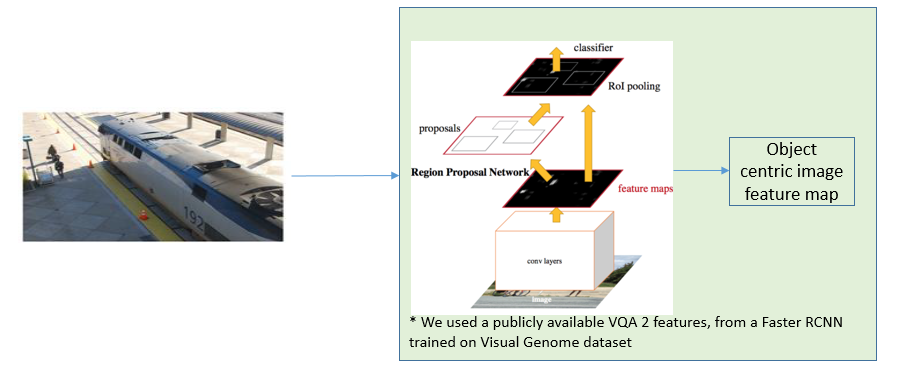 classifier
RoI pooling
proposals
Region Proposal Network
feature maps
conv layers
image
* We used a publicly available VQA 2 features, from a Faster RCNN
trained on Visual Genome dataset
Object
centric image
feature map
192